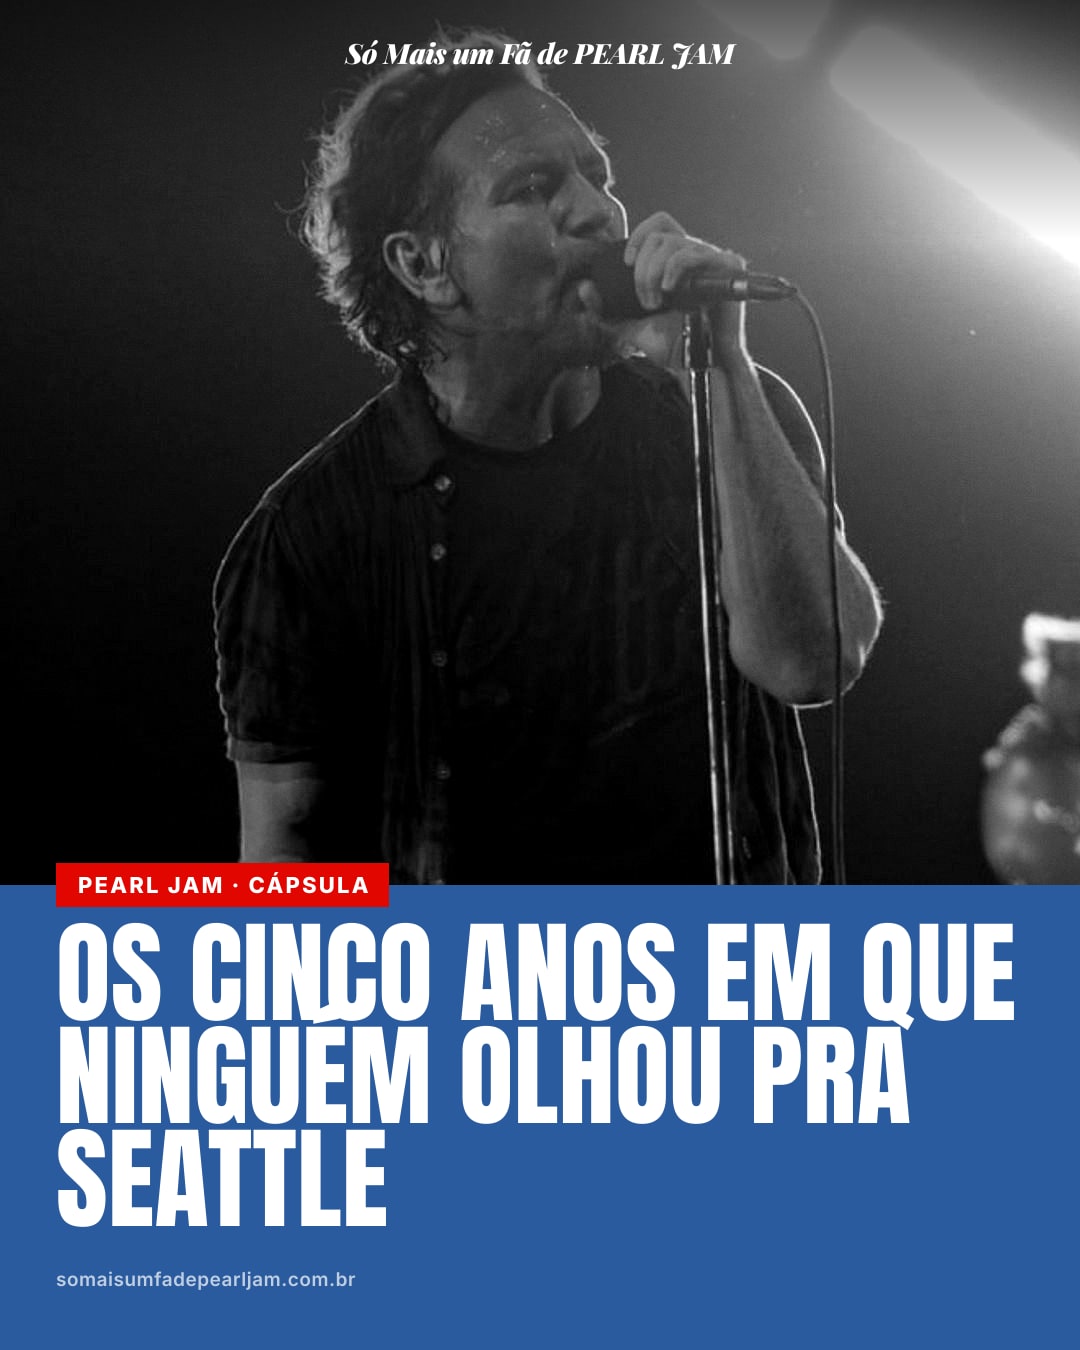 Só Mais um Fã de PEARL JAM
PEARL JAM · CÁPSULA
OS CINCO ANOS EM QUE
NINGUÉM OLHOU PRA
SEATTLE
somaisumfadepearljam.com.br